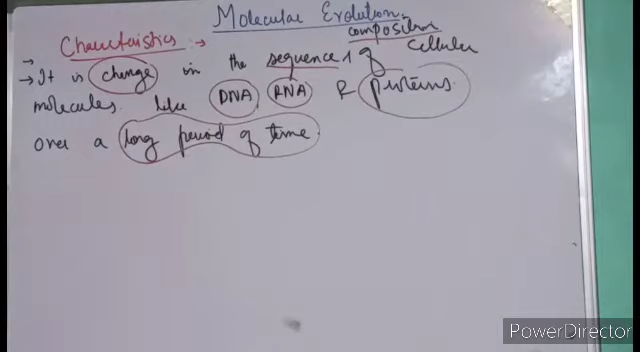 Molecular Evolution
Charcteristics :→
composition
→ It is change in the sequence / of cellular
molecules like DNA, RNA & proteins
over a long period of time
PowerDirector